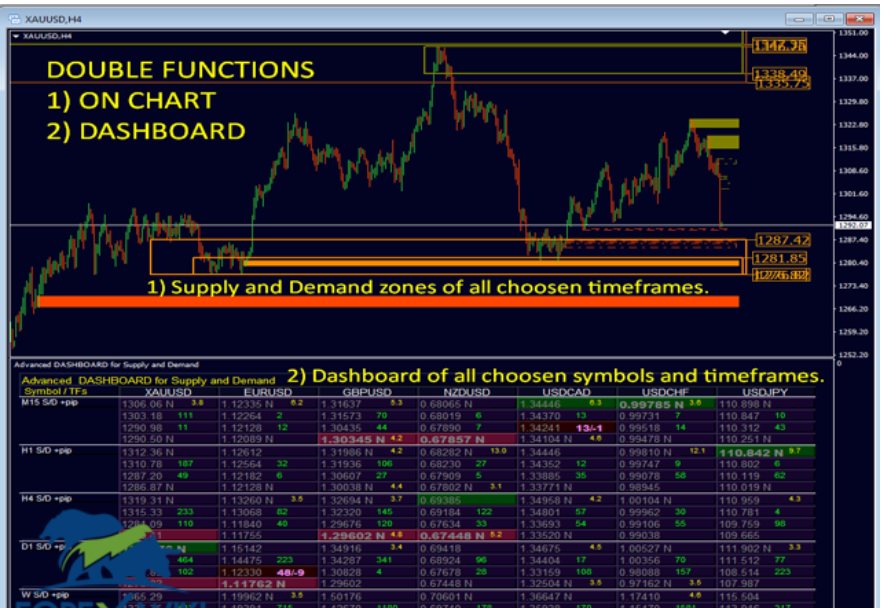 XAUUSD,H4
XAUUSD,H4
DOUBLE FUNCTIONS
1) ON CHART
2) DASHBOARD
1351.00
1344.00
1337.00
1329.80
1322.80
1315.80
1308.60
1301.60
1294.60
1292.07
1287.40
1280.40
1273.40
1266.20
1259.20
1252.20
1338.49
1335.75
1287.42
1281.85
1) Supply and Demand zones of all choosen timeframes.
Advanced DASHBOARD for Supply and Demand
0
Advanced DASHBOARD for Supply and Demand
2) Dashboard of all choosen symbols and timeframes.
Symbol / TFs XAUUSD EURUSD GBPUSD NZDUSD USDCAD USDCHF USDJPY
M15 S/D +pip 1306.06 N 3.8 1.12335 N 6.2 1.31637 5.3 0.68065 N 1.34446 6.3 0.99785 N 3.6 110.898 N
1303.18 111 1.12264 2 1.31573 70 0.68019 6 1.34370 13 0.99731 7 110.847 10
1290.98 11 1.12128 12 1.30435 44 0.67890 7 1.34241 13/-1 0.99518 14 110.312 43
1290.50 N 1.12089 N 1.30345 N 4.2 0.67857 N 1.34104 N 4.6 0.99478 N 110.251 N
H1 S/D +pip 1312.36 N 1.12612 1.31986 N 4.2 0.68282 N 13.0 1.34446 0.99810 N 12.1 110.842 N 9.7
1310.78 187 1.12564 32 1.31936 106 0.68230 27 1.34352 12 0.99747 9 110.802 6
1287.20 49 1.12182 6 1.30607 27 0.67909 5 1.33885 35 0.99078 58 110.119 62
1286.87 N 1.12128 N 1.30038 N 4.4 0.67802 N 3.1 1.33771 N 0.98945 110.019 N
H4 S/D +pip 1319.31 N 1.13260 N 3.5 1.32694 N 3.7 0.69385 1.34958 N 4.2 1.00104 N 110.959 4.3
1315.33 233 1.13068 82 1.32320 145 0.69184 122 1.34801 57 0.99962 30 110.781 4
1284.09 110 1.11840 40 1.29676 120 0.67634 33 1.33693 54 0.99106 55 109.759 98
1.11755 1.29602 N 4.8 0.67448 N 5.2 1.33520 N 0.99038 109.665
D1 S/D +pip N 1.15142 1.34916 3.4 0.69418 1.34675 4.5 1.00527 N 111.902 N 3.3
464 1.14475 223 1.34287 341 0.68924 96 1.34404 17 1.00356 70 111.512 77
102 1.12330 48/-9 1.30828 4 0.67678 28 1.33159 108 0.98088 157 108.514 223
1.11762 N 1.29602 0.67448 N 1.32504 N 3.5 0.97162 N 3.5 107.987
W S/D +pip 1365.29 1.19962 N 3.5 1.50176 0.70601 N 1.36647 N 1.17410 4.6 115.504